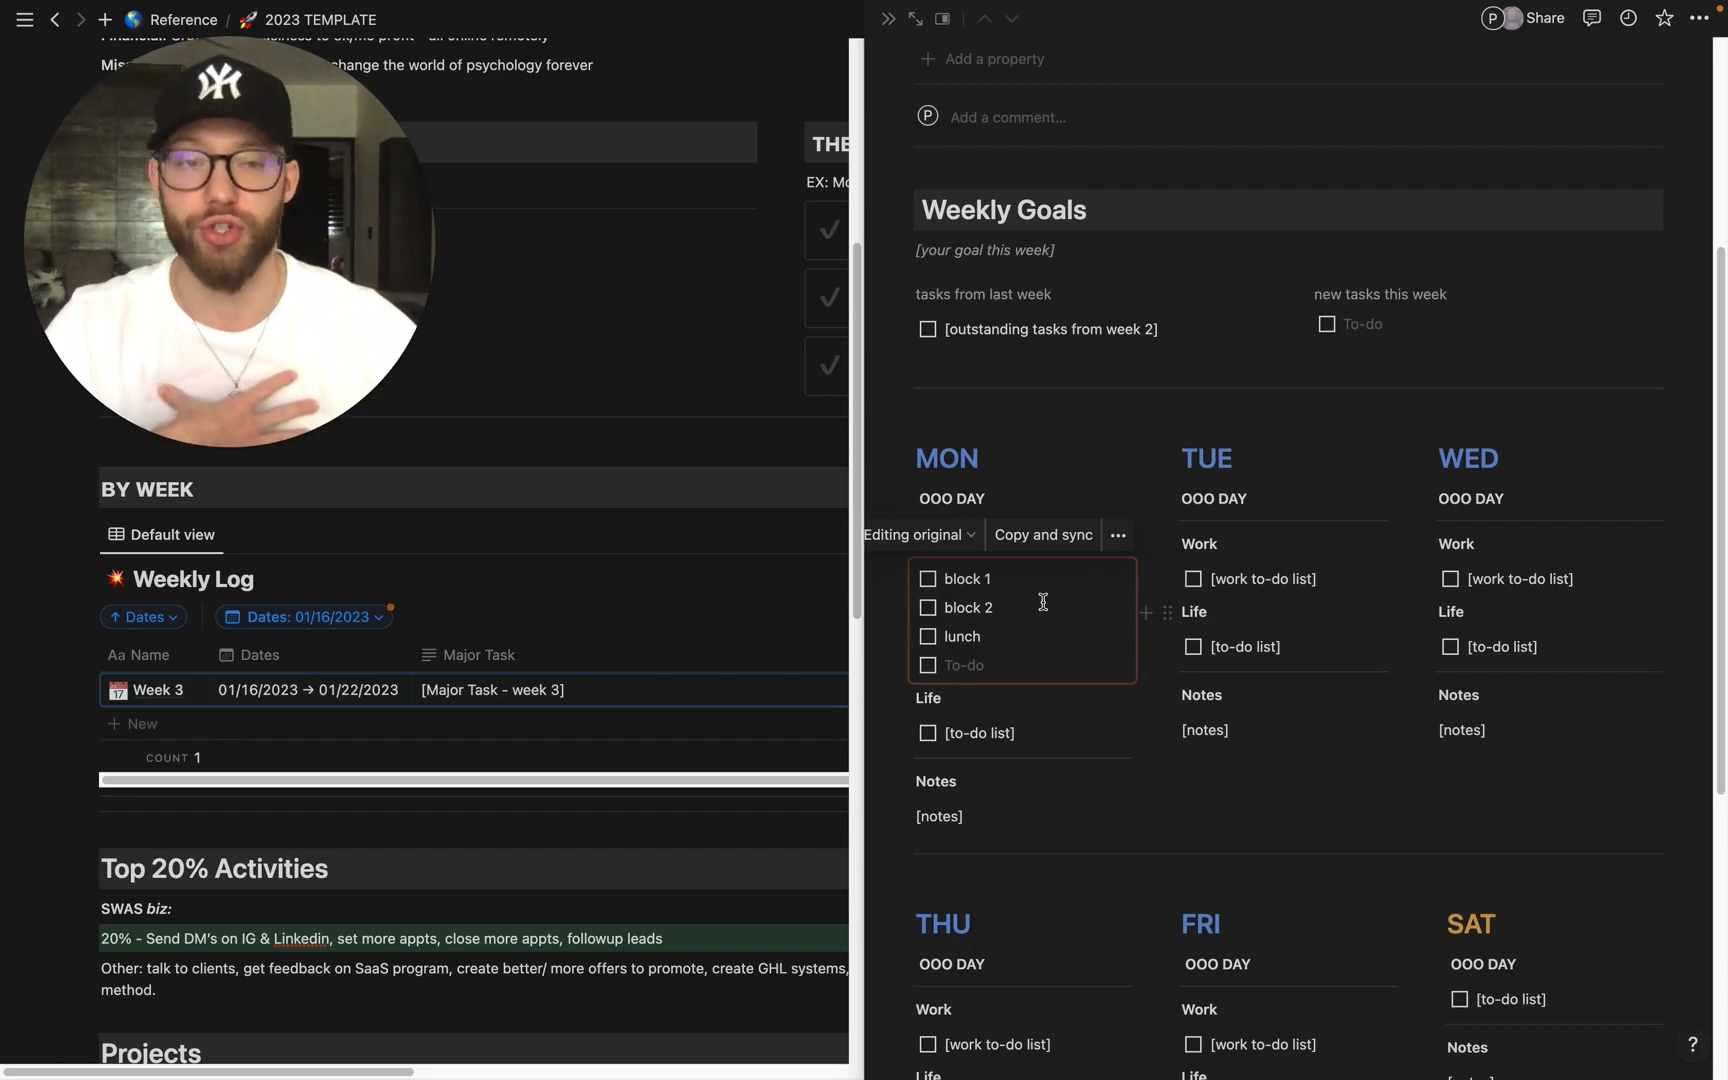 Reference / 2023 TEMPLATE
change the world of psychology forever
THE
BY WEEK
Default view
Weekly Log
↑ Dates
Dates: 01/16/2023
Aa Name
Dates
Major Task
17 Week 3
01/16/2023 → 01/22/2023
[Major Task - week 3]
+ New
COUNT 1
Top 20% Activities
SWAS biz:
20% - Send DM's on IG & Linkedin, set more appts, close more appts, followup leads
Other: talk to clients, get feedback on SaaS program, create better/ more offers to promote, create GHL systems,
method.
Projects
P Share
+ Add a property
P Add a comment...
Weekly Goals
[your goal this week]
tasks from last week
new tasks this week
[outstanding tasks from week 2]
To-do
MON
TUE
WED
OOO DAY
OOO DAY
OOO DAY
Editing original
Copy and sync
block 1
block 2
lunch
To-do
Life
[to-do list]
Notes
[notes]
Work
[work to-do list]
Life
[to-do list]
Notes
[notes]
Work
[work to-do list]
Life
[to-do list]
Notes
[notes]
THU
FRI
SAT
OOO DAY
OOO DAY
OOO DAY
Work
[work to-do list]
Life
Work
[work to-do list]
Life
[to-do list]
Notes
?